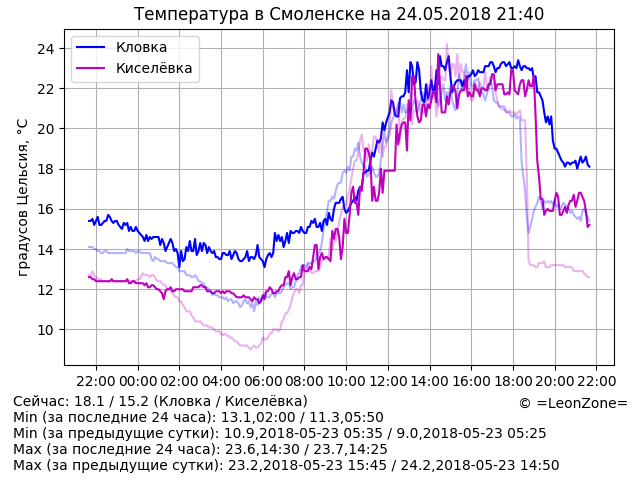 Температура в Смоленске на 24.05.2018 21:40
Кловка
Киселёвка
градусов Цельсия, °C
24
22
20
18
16
14
12
10
22:00 00:00 02:00 04:00 06:00 08:00 10:00 12:00 14:00 16:00 18:00 20:00 22:00
Сейчас: 18.1 / 15.2 (Кловка / Киселёвка)
© =LeonZone=
Min (за последние 24 часа): 13.1,02:00 / 11.3,05:50
Min (за предыдущие сутки): 10.9,2018-05-23 05:35 / 9.0,2018-05-23 05:25
Max (за последние 24 часа): 23.6,14:30 / 23.7,14:25
Max (за предыдущие сутки): 23.2,2018-05-23 15:45 / 24.2,2018-05-23 14:50